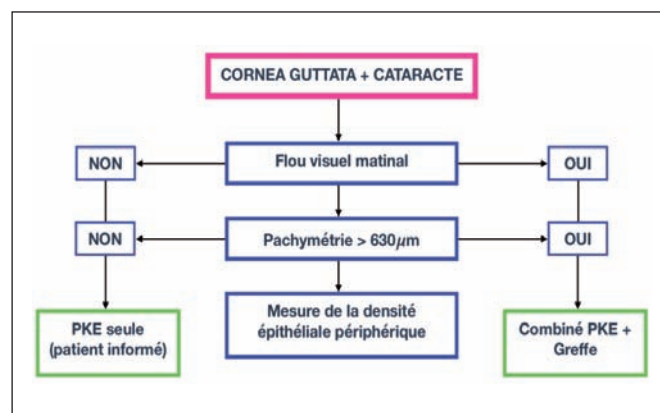 CORNEA GUTTATA + CATARACTE
NON
Flou visuel matinal
OUI
NON
Pachymétrie > 630µm
OUI
PKE seule
(patient informé)
Mesure de la densité
épithéliale périphérique
Combiné PKE +
Greffe